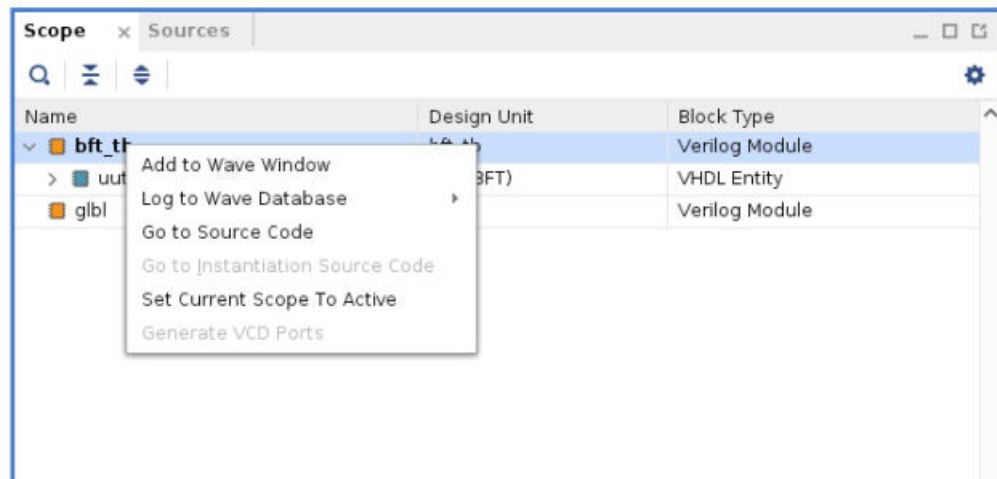 Scope Sources
Name Design Unit Block Type
bft_tb Verilog Module
Add to Wave Window
uut BFT) VHDL Entity
Log to Wave Database
glbl Verilog Module
Go to Source Code
Go to Instantiation Source Code
Set Current Scope To Active
Generate VCD Ports